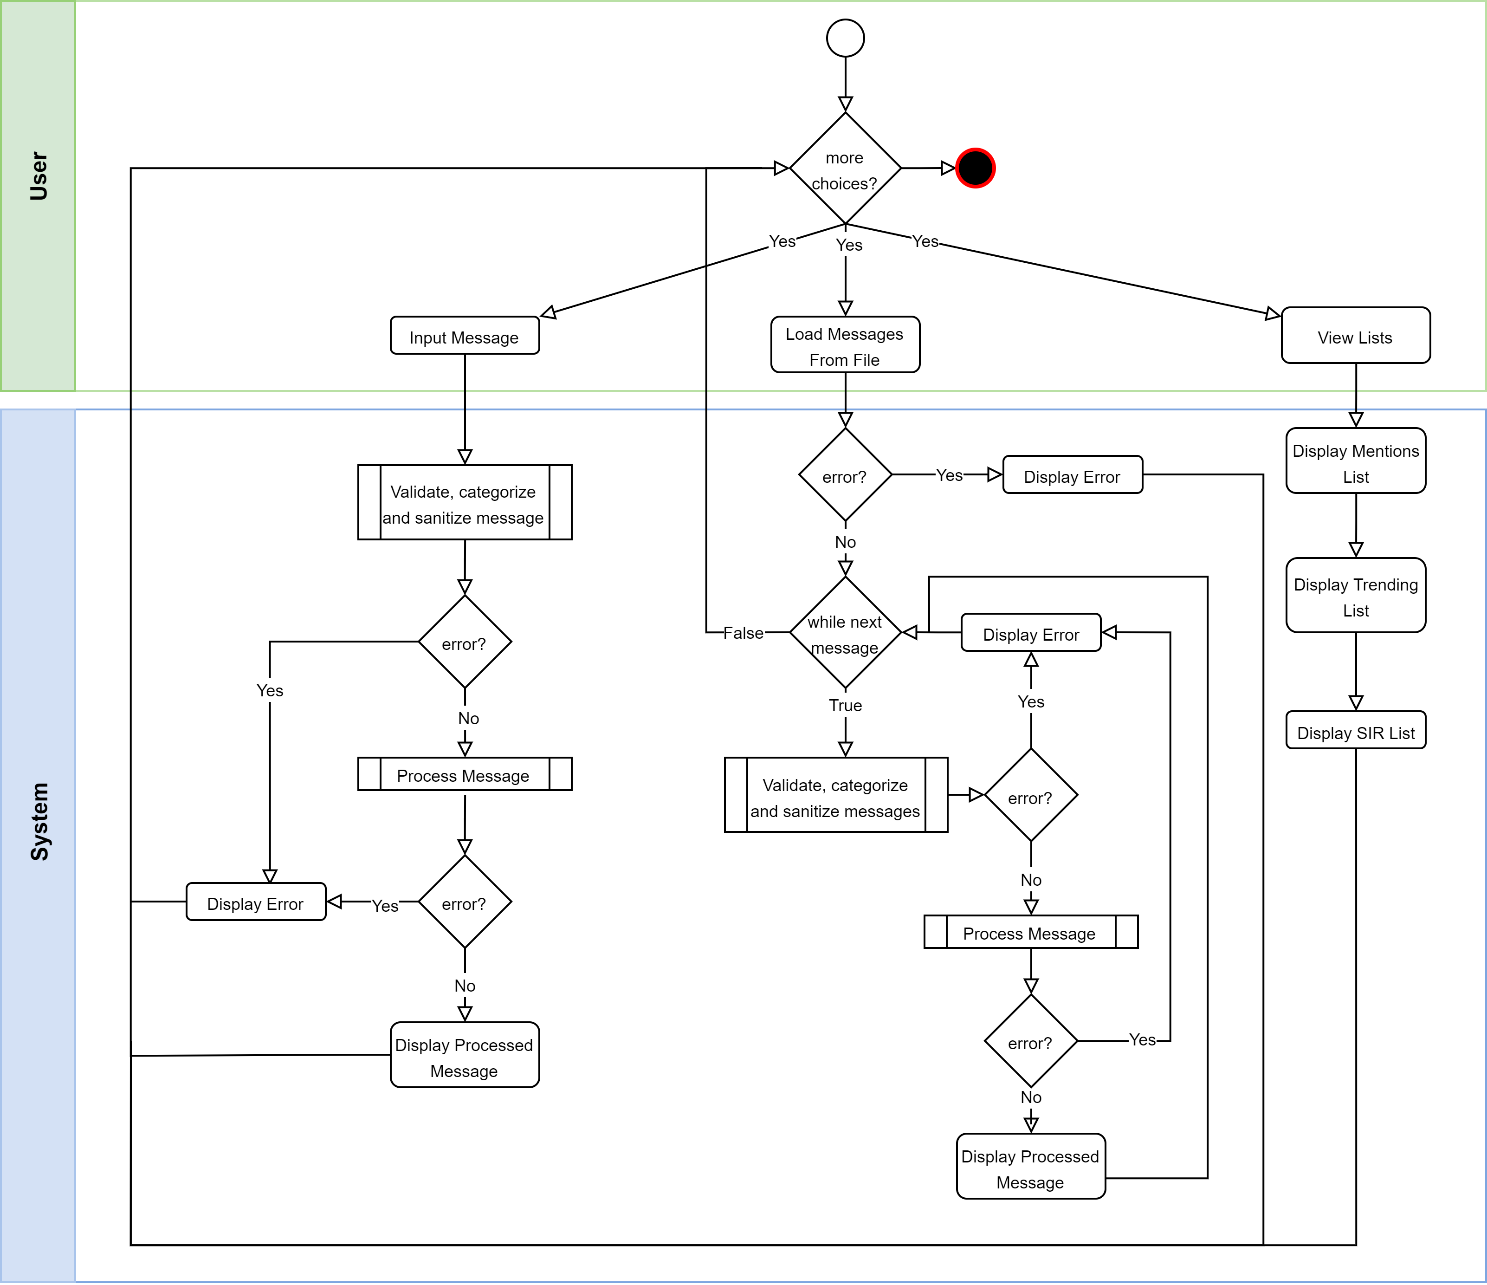 User
more
choices?
Yes
Yes
Yes
Input Message
Load Messages
From File
View Lists
System
Validate, categorize
and sanitize message
error?
Yes
No
Process Message
error?
Yes
Display Error
No
Display Processed
Message
error?
Yes
Display Error
No
while next
message
False
True
Display Error
Yes
Validate, categorize
and sanitize messages
error?
No
Process Message
error?
Yes
No
Display Processed
Message
Display Mentions
List
Display Trending
List
Display SIR List